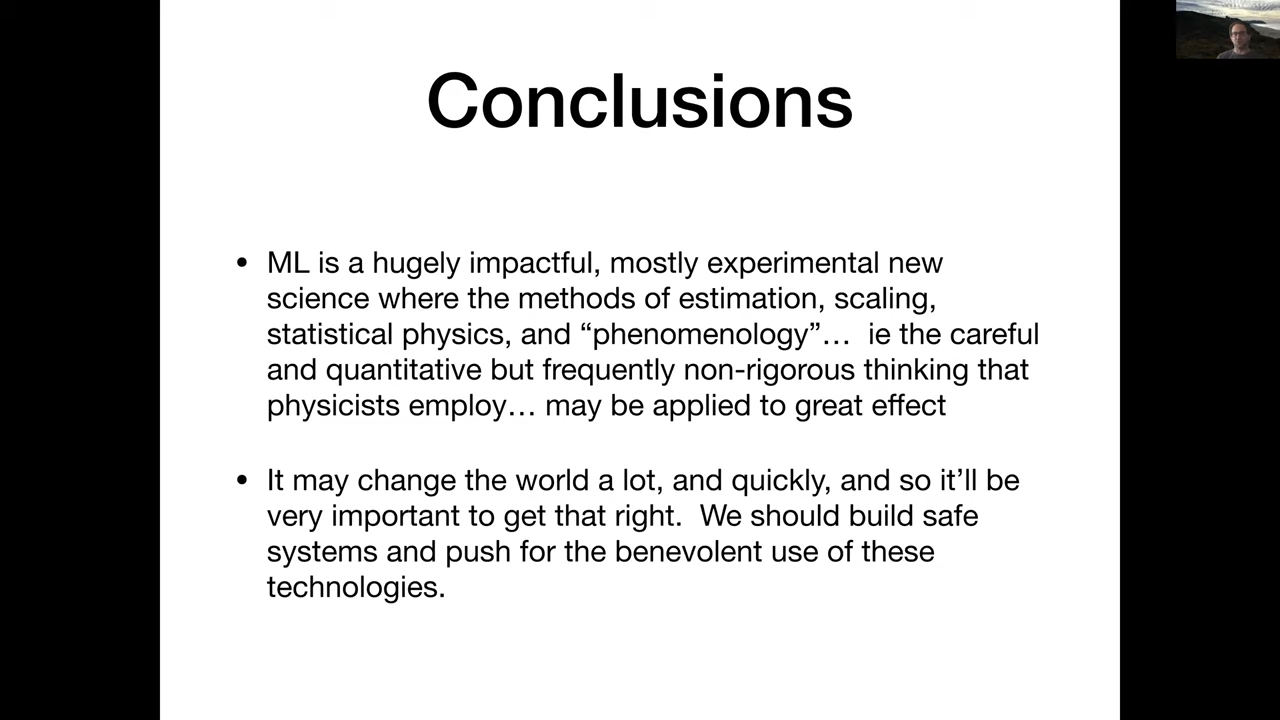 Conclusions
• ML is a hugely impactful, mostly experimental new
science where the methods of estimation, scaling,
statistical physics, and “phenomenology”…  ie the careful
and quantitative but frequently non-rigorous thinking that
physicists employ… may be applied to great effect
• It may change the world a lot, and quickly, and so it’ll be
very important to get that right.  We should build safe
systems and push for the benevolent use of these
technologies.